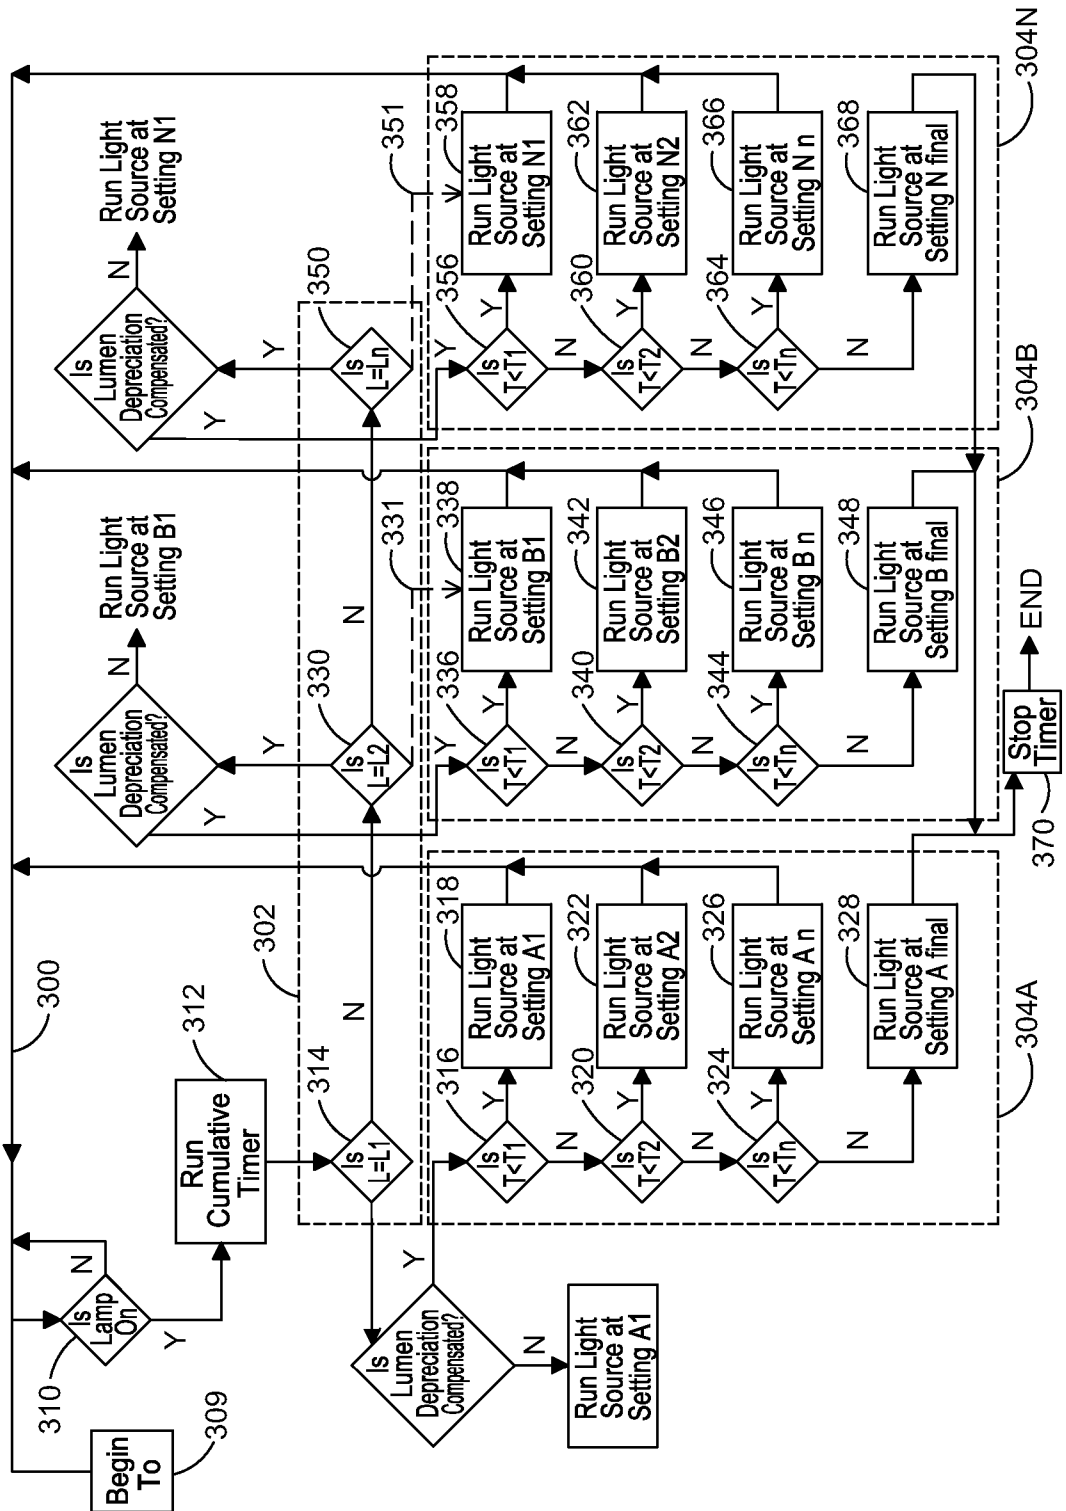 Begin
To
309
310
Is
Lamp
On
N
Y
300
Run
Cumulative
Timer
312
302
Is
L=L1
314
N
Is
L=L2
330
N
Is
L=Ln
350
Is
Lumen
Depreciation
Compensated?
Y
N
Run Light
Source at
Setting A1
Y
Is
Lumen
Depreciation
Compensated?
Y
N
Run Light
Source at
Setting B1
Y
Is
Lumen
Depreciation
Compensated?
Y
N
Run Light
Source at
Setting N1
331
351
Is
T<T1
316
Y
Run Light
Source at
Setting A1
318
N
Is
T<T2
320
Y
Run Light
Source at
Setting A2
322
N
Is
T<Tn
324
Y
Run Light
Source at
Setting A n
326
N
Run Light
Source at
Setting A final
328
304A
Y
Is
T<T1
336
Y
Run Light
Source at
Setting B1
338
N
Is
T<T2
340
Y
Run Light
Source at
Setting B2
342
N
Is
T<Tn
344
Y
Run Light
Source at
Setting B n
346
N
Run Light
Source at
Setting B final
348
304B
Y
Is
T<T1
356
Y
Run Light
Source at
Setting N1
358
N
Is
T<T2
360
Y
Run Light
Source at
Setting N2
362
N
Is
T<Tn
364
Y
Run Light
Source at
Setting N n
366
N
Run Light
Source at
Setting N final
368
304N
Stop
Timer
370
END